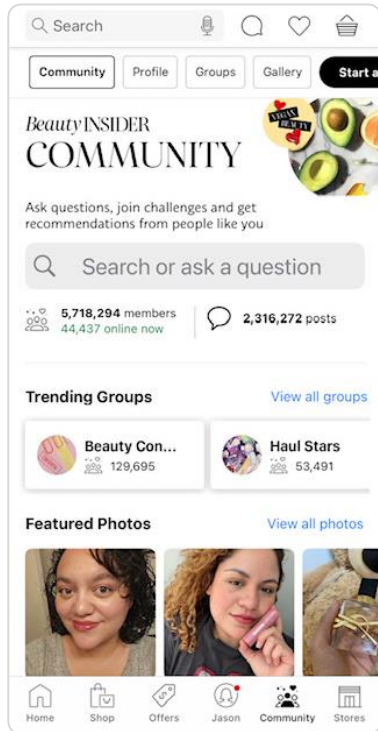 Search
Community
Profile
Groups
Gallery
Start a
Beauty INSIDER
COMMUNITY
VEGAN
BEAUTY
Ask questions, join challenges and get
recommendations from people like you
Search or ask a question
5,718,294 members
44,437 online now
2,316,272 posts
Trending Groups
View all groups
Beauty Con...
129,695
Haul Stars
53,491
Featured Photos
View all photos
Home
Shop
Offers
Jason
Community
Stores